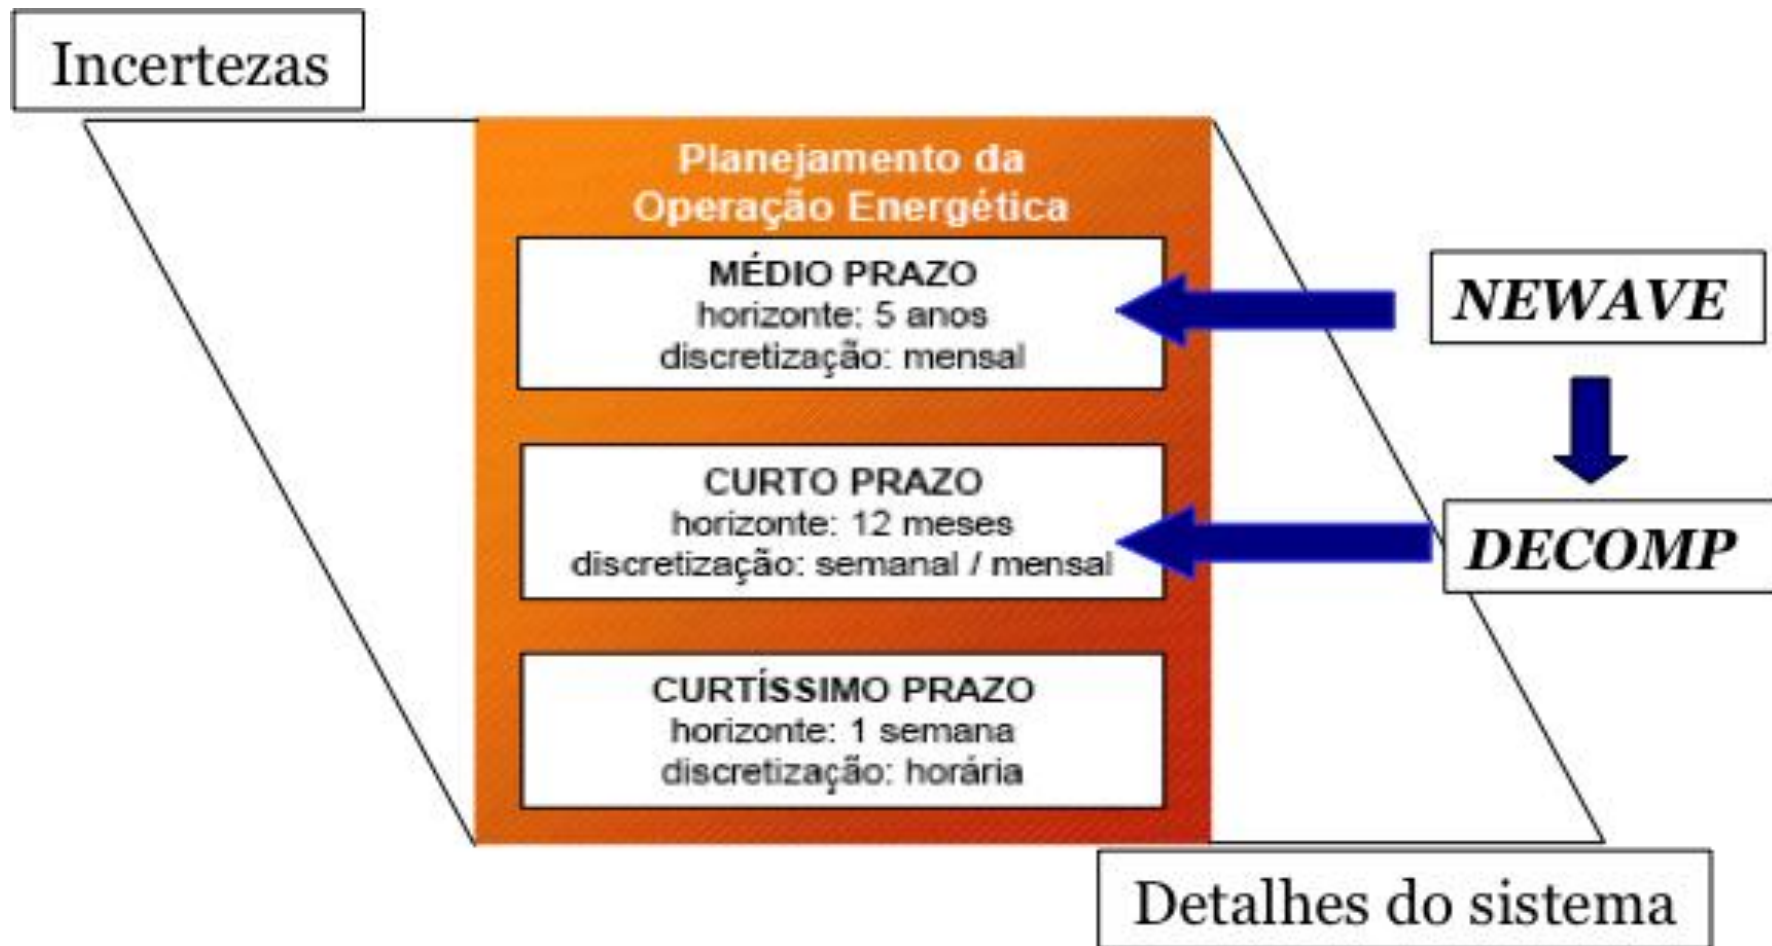 Incertezas
Planejamento da
Operação Energética
MÉDIO PRAZO
horizonte: 5 anos
discretização: mensal
NEWAVE
CURTO PRAZO
horizonte: 12 meses
discretização: semanal / mensal
DECOMP
CURTÍSSIMO PRAZO
horizonte: 1 semana
discretização: horária
Detalhes do sistema